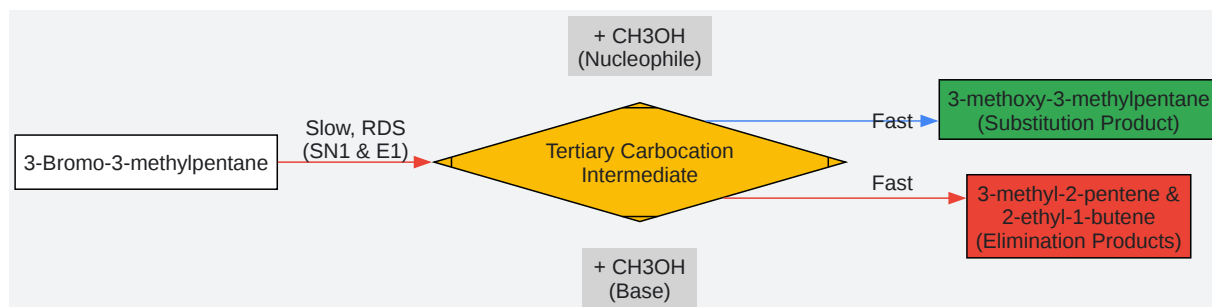 3-Bromo-3-methylpentane
Slow, RDS
(SN1 & E1)
+ CH3OH
(Nucleophile)
Tertiary Carbocation
Intermediate
+ CH3OH
(Base)
Fast
3-methoxy-3-methylpentane
(Substitution Product)
Fast
3-methyl-2-pentene &
2-ethyl-1-butene
(Elimination Products)